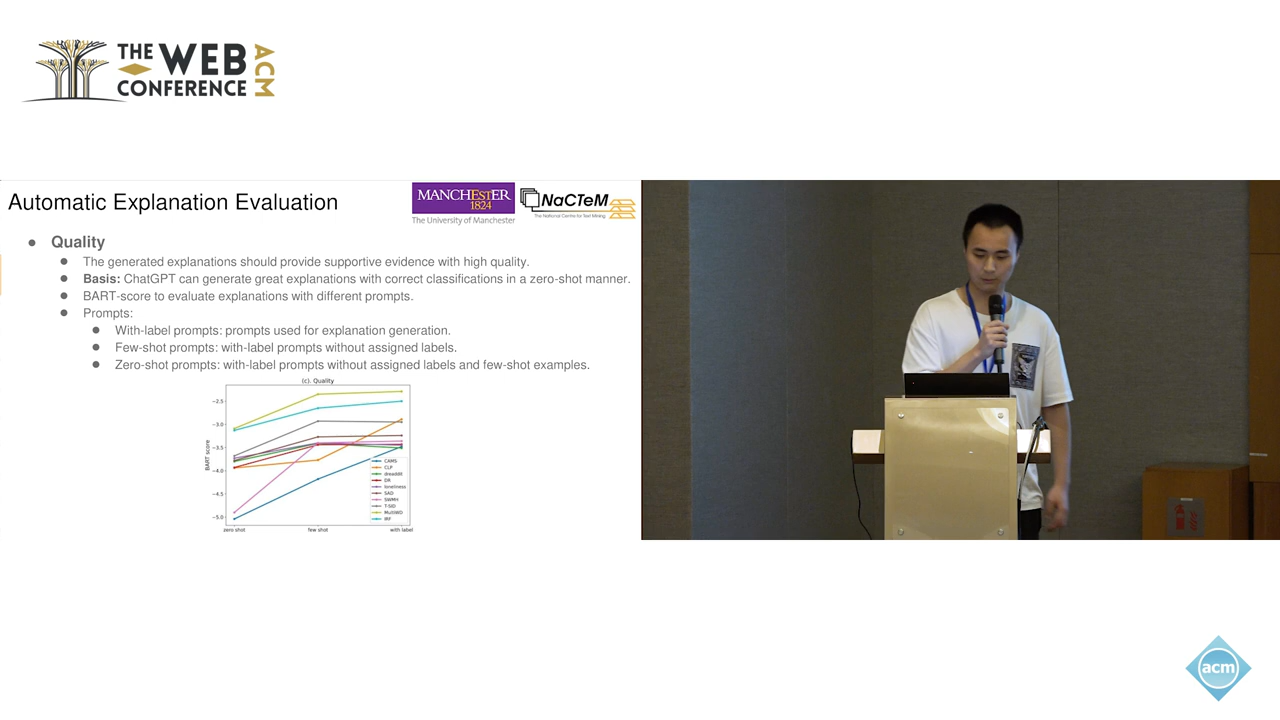 THE WEB
CONFERENCE
ACM
Automatic Explanation Evaluation
MANCHESTER
1824
The University of Manchester
NaCTeM
The National Centre for Text Mining
● Quality
● The generated explanations should provide supportive evidence with high quality.
● Basis: ChatGPT can generate great explanations with correct classifications in a zero-shot manner.
● BART-score to evaluate explanations with different prompts.
● Prompts:
● With-label prompts: prompts used for explanation generation.
● Few-shot prompts: with-label prompts without assigned labels.
● Zero-shot prompts: with-label prompts without assigned labels and few-shot examples.
(c). Quality
BART score
−2.5
−3.0
−3.5
−4.0
−4.5
−5.0
CAMS
CLP
dreaddit
DR
loneliness
SAD
SWMH
T-SID
MultiWD
IRF
zero shot
few shot
with label
acm